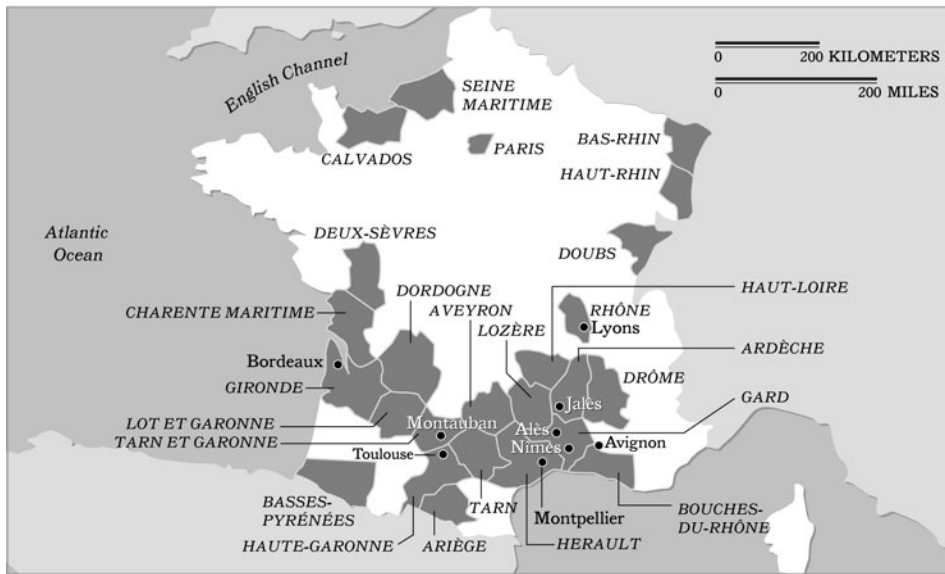 English Channel
0 200 KILOMETERS
0 200 MILES
SEINE
MARITIME
CALVADOS
PARIS
BAS-RHIN
HAUT-RHIN
Atlantic
Ocean
DEUX-SÈVRES
DOUBS
CHARENTE MARITIME
DORDOGNE
AVEYRON
LOZÈRE
HAUT-LOIRE
RHÔNE
Lyons
ARDÈCHE
Bordeaux
GIRONDE
DRÔME
GARD
Jalès
LOT ET GARONNE
TARN ET GARONNE
Montauban
Alès
Nîmes
Avignon
Toulouse
BASSES-
PYRÉNÉES
TARN
Montpellier
BOUCHES-
DU-RHÔNE
HAUTE-GARONNE
ARIÈGE
HERAULT